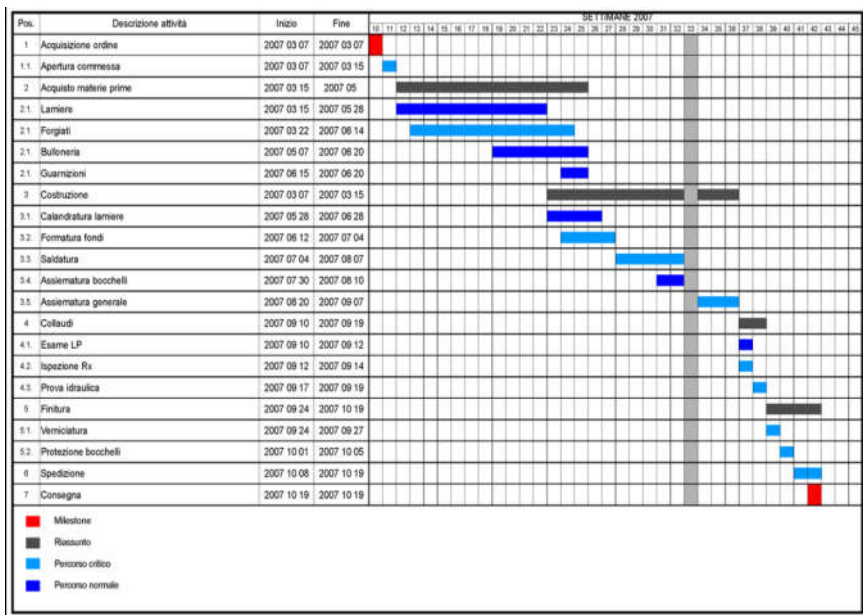 SETTIMANE 2007
Pos. Descrizione attività Inizio Fine 10 11 12 13 14 15 16 17 18 19 20 21 22 23 24 25 26 27 28 29 30 31 32 33 34 35 36 37 38 39 40 41 42 43 44 45
1 Acquisizione ordine 2007 03 07 2007 03 07
1.1. Apertura commessa 2007 03 07 2007 03 15
2 Acquisto materie prime 2007 03 15 2007 05
2.1. Lamiere 2007 03 15 2007 05 28
2.1 Forgiati 2007 03 22 2007 06 14
2.1. Bulloneria 2007 05 07 2007 06 20
2.1. Guarnizioni 2007 06 15 2007 06 20
3 Costruzione 2007 03 07 2007 03 15
3.1. Calandratura lamiere 2007 05 28 2007 06 28
3.2. Formatura fondi 2007 06 12 2007 07 04
3.3. Saldatura 2007 07 04 2007 08 07
3.4. Assiematura bocchelli 2007 07 30 2007 08 10
3.5. Assiematura generale 2007 08 20 2007 09 07
4 Collaudi 2007 09 10 2007 09 19
4.1. Esame LP 2007 09 10 2007 09 12
4.2. Ispezione Rx 2007 09 12 2007 09 14
4.3. Prova idraulica 2007 09 17 2007 09 19
5 Finitura 2007 09 24 2007 10 19
5.1. Verniciatura 2007 09 24 2007 09 27
5.2. Protezione bocchelli 2007 10 01 2007 10 05
6 Spedizione 2007 10 08 2007 10 19
7 Consegna 2007 10 19 2007 10 19
Milestone
Riassunto
Percorso critico
Percorso normale